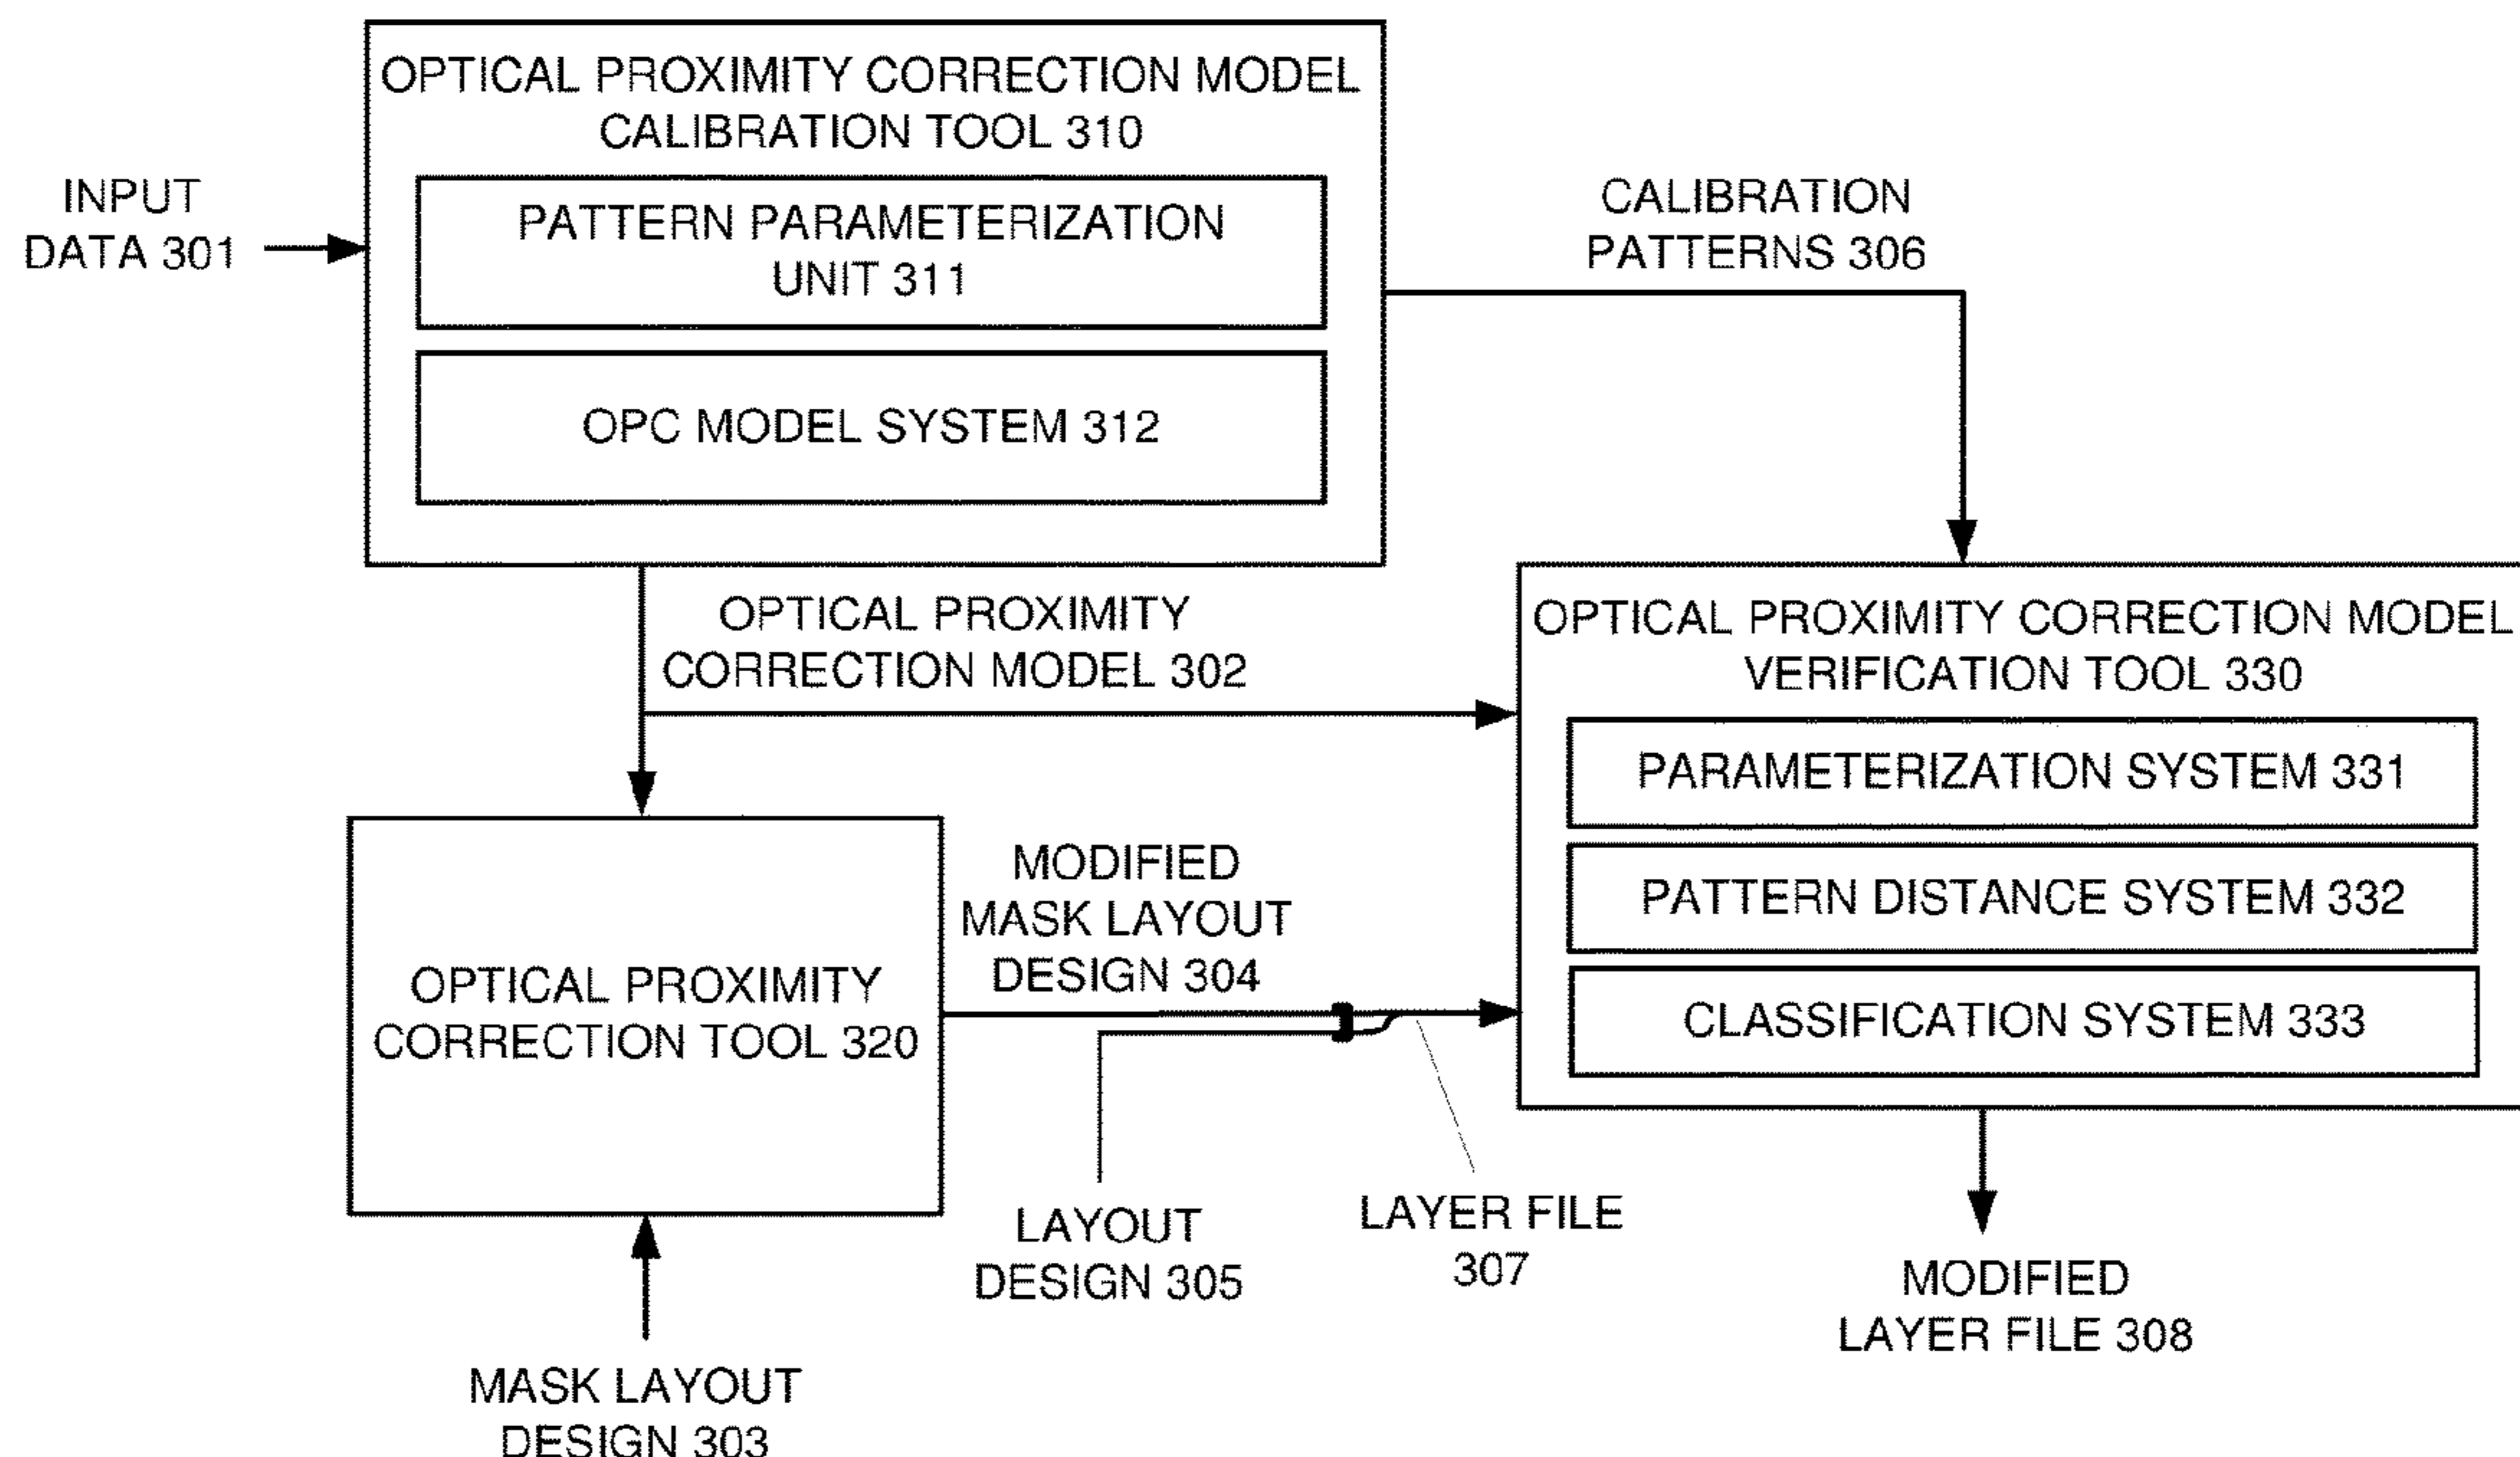 OPTICAL PROXIMITY CORRECTION MODEL
CALIBRATION TOOL 310
INPUT
DATA 301
PATTERN PARAMETERIZATION
UNIT 311
OPC MODEL SYSTEM 312
CALIBRATION
PATTERNS 306
OPTICAL PROXIMITY
CORRECTION MODEL 302
OPTICAL PROXIMITY CORRECTION MODEL
VERIFICATION TOOL 330
PARAMETERIZATION SYSTEM 331
PATTERN DISTANCE SYSTEM 332
CLASSIFICATION SYSTEM 333
OPTICAL PROXIMITY
CORRECTION TOOL 320
MODIFIED
MASK LAYOUT
DESIGN 304
LAYOUT
DESIGN 305
LAYER FILE
307
MODIFIED
LAYER FILE 308
MASK LAYOUT
DESIGN 303